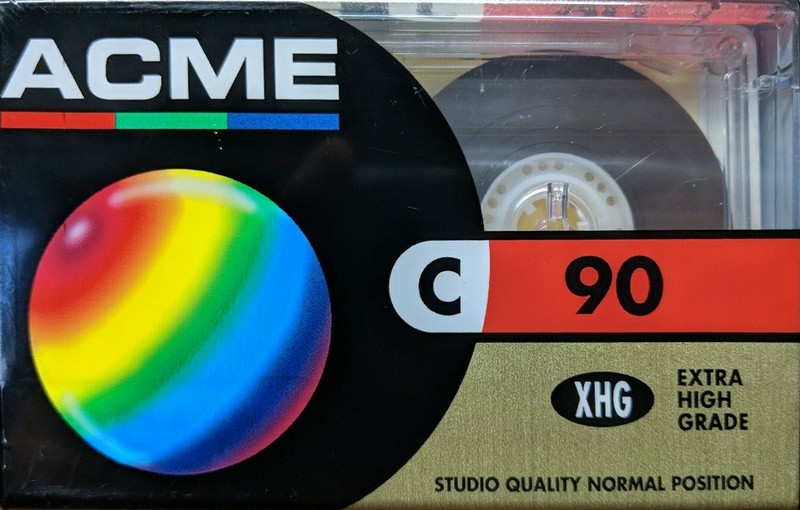 ACME
C 90
XHG
EXTRA
HIGH
GRADE
STUDIO QUALITY NORMAL POSITION